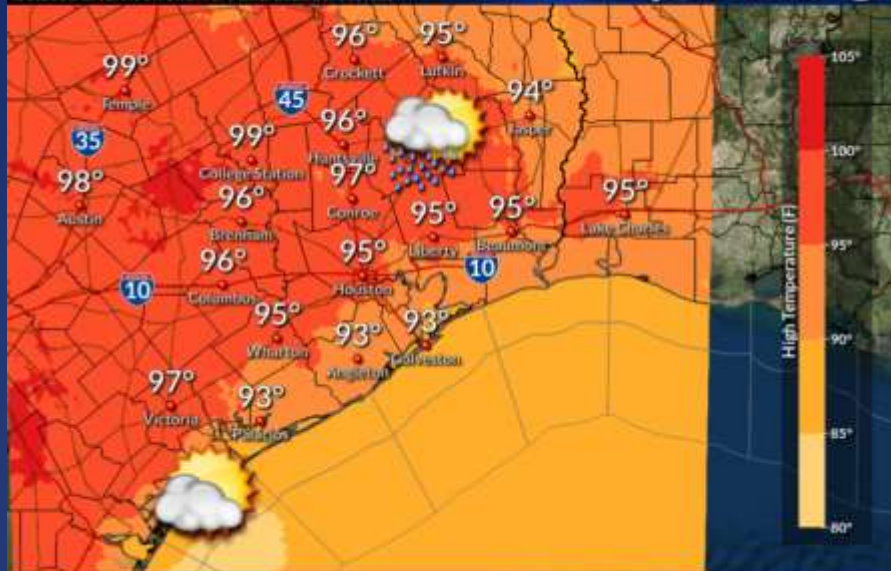 96°
Crockett
95°
Lufkin
99°
Temple
45
94°
Jasper
35
99°
College Station
96°
Huntsville
98°
Austin
96°
Brenham
97°
Conroe
95°
Liberty
95°
Beaumont
95°
Lake Charles
10
96°
Columbus
95°
Houston
10
95°
Wharton
93°
Angleton
93°
Galveston
97°
Victoria
93°
Palacios
High Temperature (F)
105°
100°
95°
90°
85°
80°